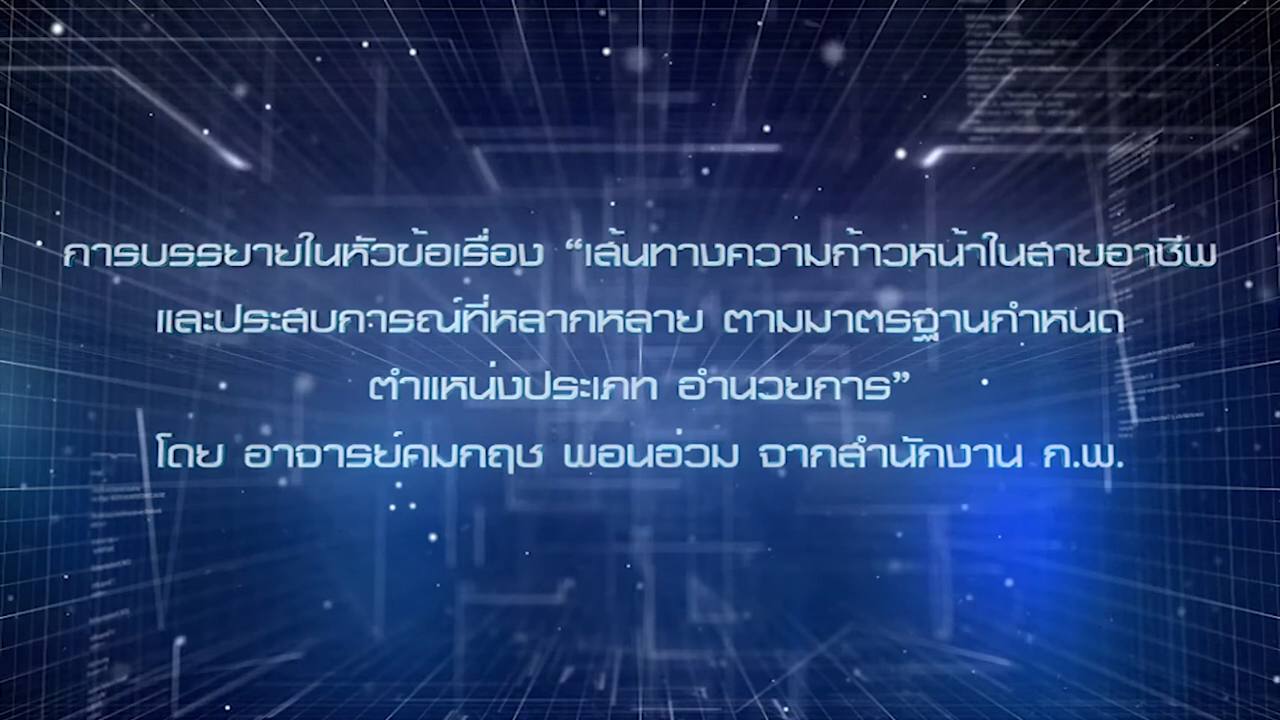 การบรรยายในหัวข้อเรื่อง “เส้นทางความก้าวหน้าในสายอาชีพ
และประสบการณ์ที่หลากหลาย ตามมาตรฐานกำหนด
ตำแหน่งประเภท อำนวยการ”
โดย อาจารย์คมกฤช พอนอ่วม จากสำนักงาน ก.พ.